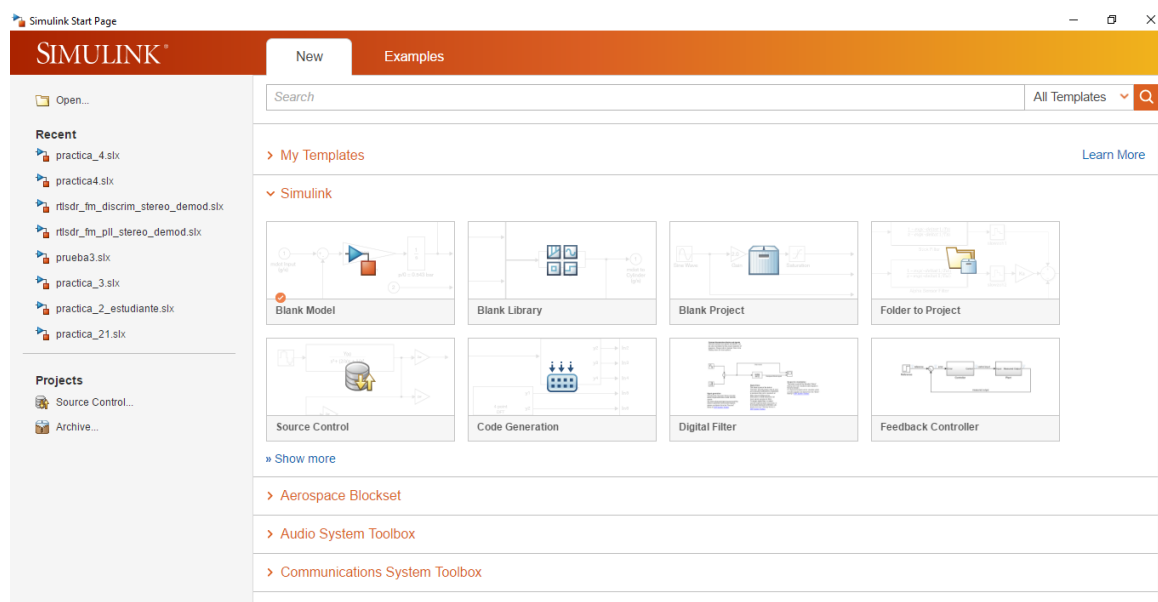 Simulink Start Page
SIMULINK®
New
Examples
Open...
Search
All Templates
Recent
practica_4.slx
practica4.slx
rtlsdr_fm_discrim_stereo_demod.slx
rtlsdr_fm_pll_stereo_demod.slx
prueba3.slx
practica_3.slx
practica_2_estudiante.slx
practica_21.slx
Projects
Source Control...
Archive...
My Templates
Learn More
Simulink
Blank Model
Blank Library
Blank Project
Folder to Project
Source Control
Code Generation
Digital Filter
Feedback Controller
» Show more
Aerospace Blockset
Audio System Toolbox
Communications System Toolbox